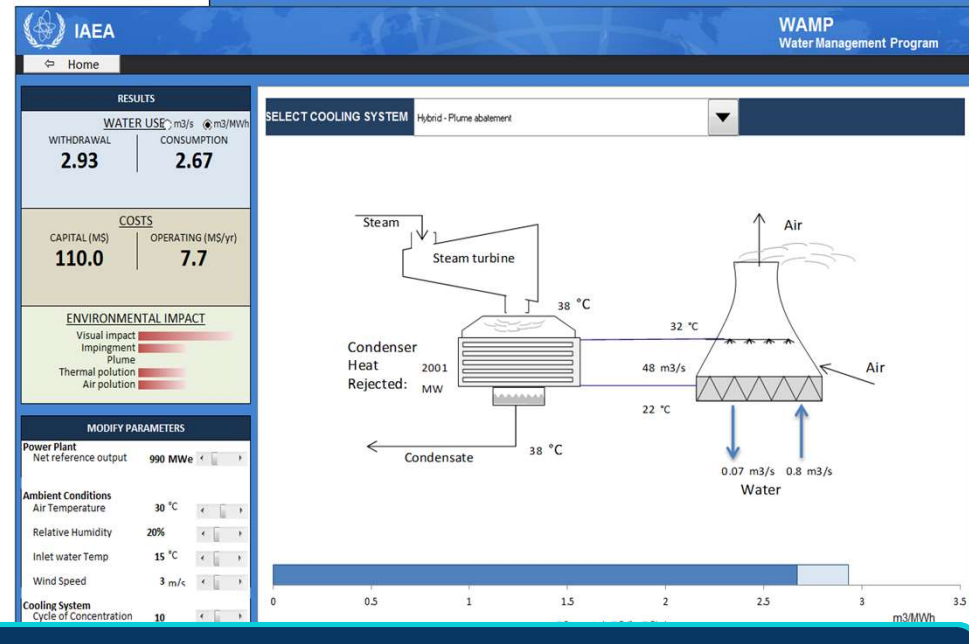 IAEA
WAMP
Water Management Program
⇦ Home
RESULTS
WATER USE m3/s m3/MWh
WITHDRAWAL CONSUMPTION
2.93 2.67
COSTS
CAPITAL (M$) OPERATING (M$/yr)
110.0 7.7
ENVIRONMENTAL IMPACT
Visual impact
Impingment
Plume
Thermal polution
Air polution
MODIFY PARAMETERS
Power Plant
Net reference output 990 MWe
Ambient Conditions
Air Temperature 30 °C
Relative Humidity 20%
Inlet water Temp 15 °C
Wind Speed 3 m/s
Cooling System
Cycle of Concentration 10
SELECT COOLING SYSTEM Hybrid - Plume abatement
Steam
Steam turbine
Air
38 °C
32 °C
Condenser
Heat
Rejected:
2001
MW
48 m3/s
Air
22 °C
Condensate
38 °C
0.07 m3/s 0.8 m3/s
Water
0 0.5 1 1.5 2 2.5 3 3.5
m3/MWh